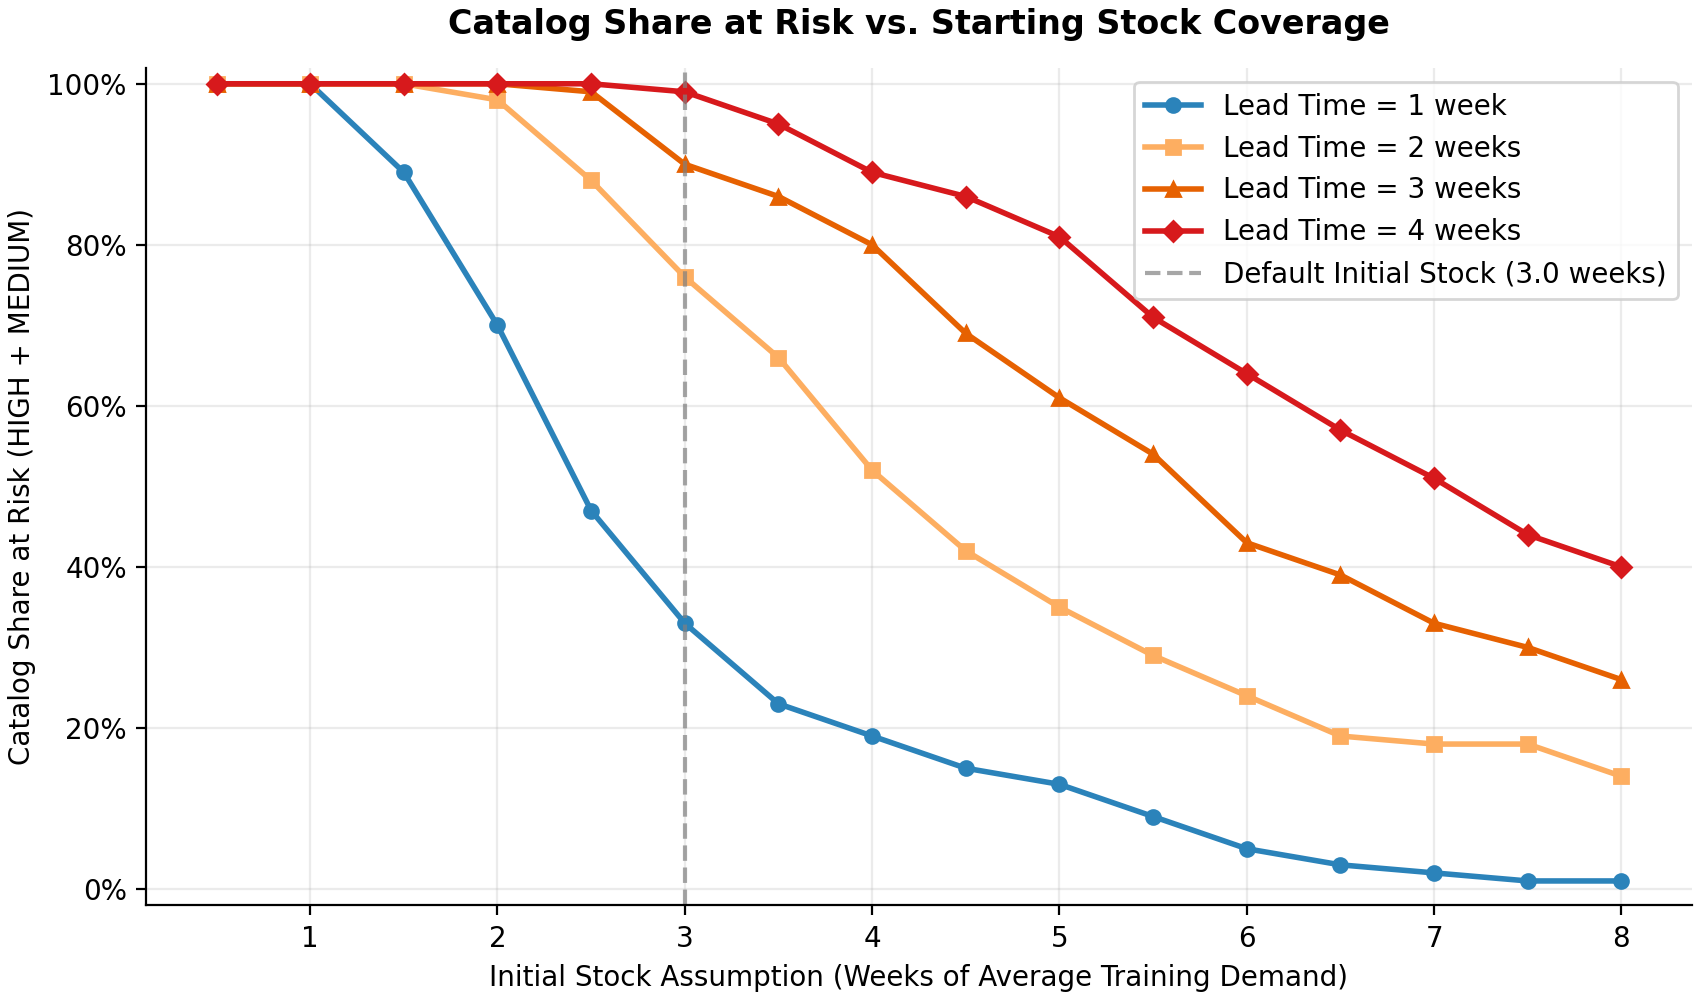 Catalog Share at Risk vs. Starting Stock Coverage
Catalog Share at Risk (HIGH + MEDIUM)
100%
80%
60%
40%
20%
0%
Lead Time = 1 week
Lead Time = 2 weeks
Lead Time = 3 weeks
Lead Time = 4 weeks
Default Initial Stock (3.0 weeks)
1 2 3 4 5 6 7 8
Initial Stock Assumption (Weeks of Average Training Demand)